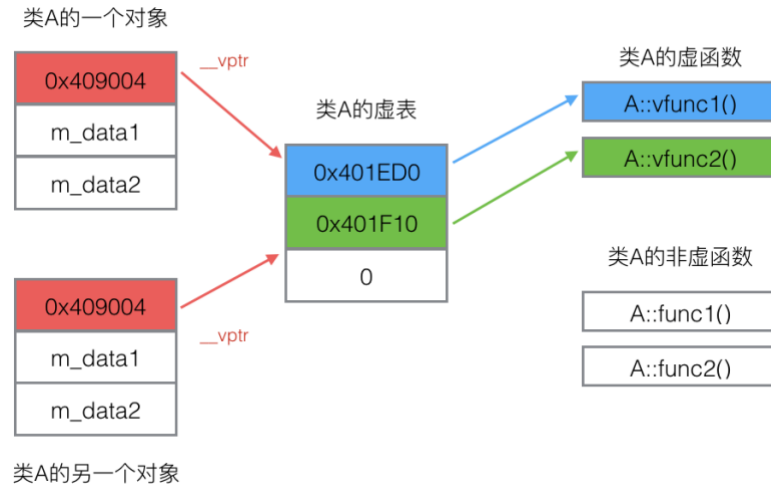 类A的一个对象
0x409004
m_data1
m_data2
__vptr
类A的虚表
0x401ED0
0x401F10
0
类A的虚函数
A::vfunc1()
A::vfunc2()
类A的非虚函数
A::func1()
A::func2()
0x409004
m_data1
m_data2
__vptr
类A的另一个对象